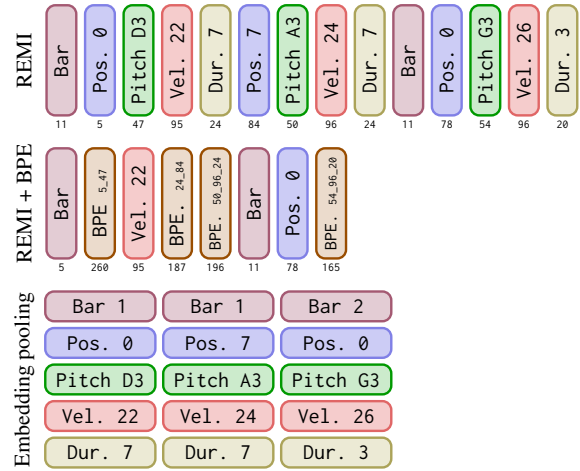 REMI
Bar Pos. 0 Pitch D3 Vel. 22 Dur. 7 Pos. 7 Pitch A3 Vel. 24 Dur. 7 Bar Pos. 0 Pitch G3 Vel. 26 Dur. 3
11 5 47 95 24 84 50 96 24 11 78 54 96 20
REMI + BPE
Bar BPE 5_47 Vel. 22 BPE. 24_84 BPE. 50_96_24 Bar Pos. 0 BPE. 54_96_20
5 260 95 187 196 11 78 165
Embedding pooling
Bar 1 Bar 1 Bar 2
Pos. 0 Pos. 7 Pos. 0
Pitch D3 Pitch A3 Pitch G3
Vel. 22 Vel. 24 Vel. 26
Dur. 7 Dur. 7 Dur. 3